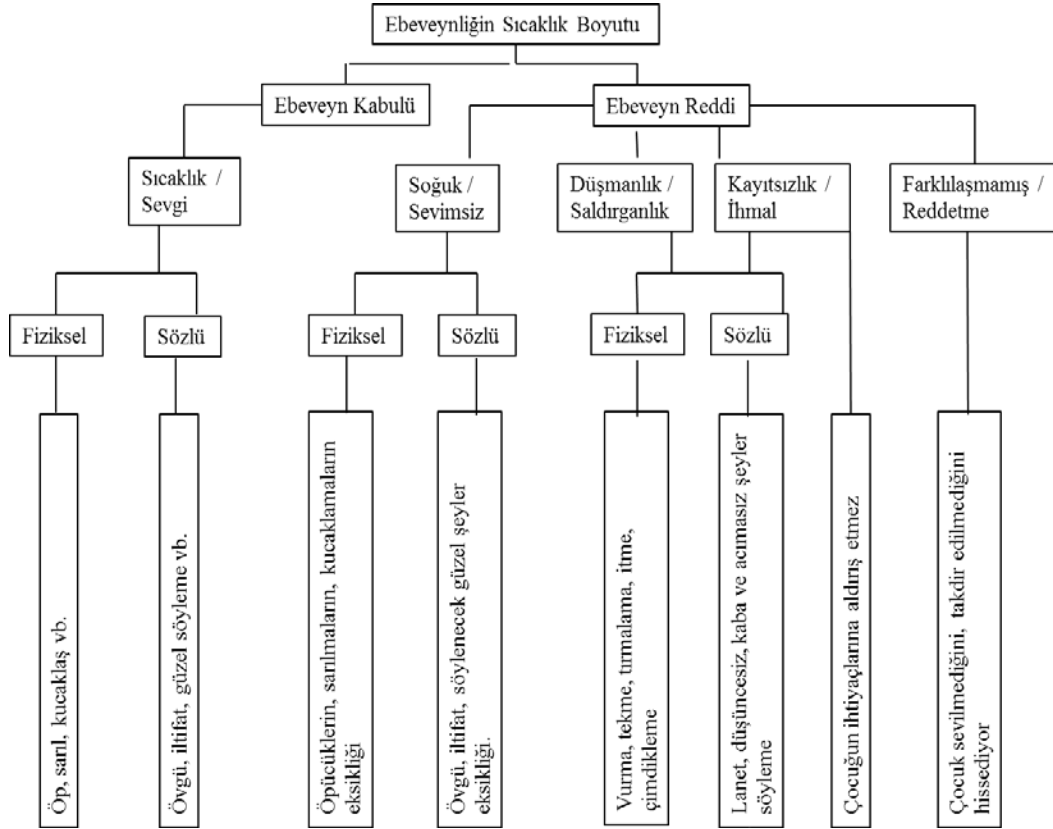 Ebeveynliğin Sıcaklık Boyutu
Ebeveyn Kabulü
Ebeveyn Reddi
Sıcaklık /
Sevgi
Soğuk /
Sevimsiz
Düşmanlık /
Saldırganlık
Kayıtsızlık /
İhmal
Farklılaşmamış /
Reddetme
Fiziksel
Sözlü
Fiziksel
Sözlü
Fiziksel
Sözlü
Öp, sarıl, kucaklaş vb.
Övgü, iltifat, güzel söyleme vb.
Öpücüklerin, sarılmaların, kucaklamaların
eksikliği
Övgü, iltifat, söylenecek güzel şeyler
eksikliği.
Vurma, tekme, tırmalama, itme,
çimdikleme
Lanet, düşüncesiz, kaba ve acımasız şeyler
söyleme
Çocuğun ihtiyaçlarına aldırış etmez
Çocuk sevilmediğini, takdir edilmediğini
hissediyor